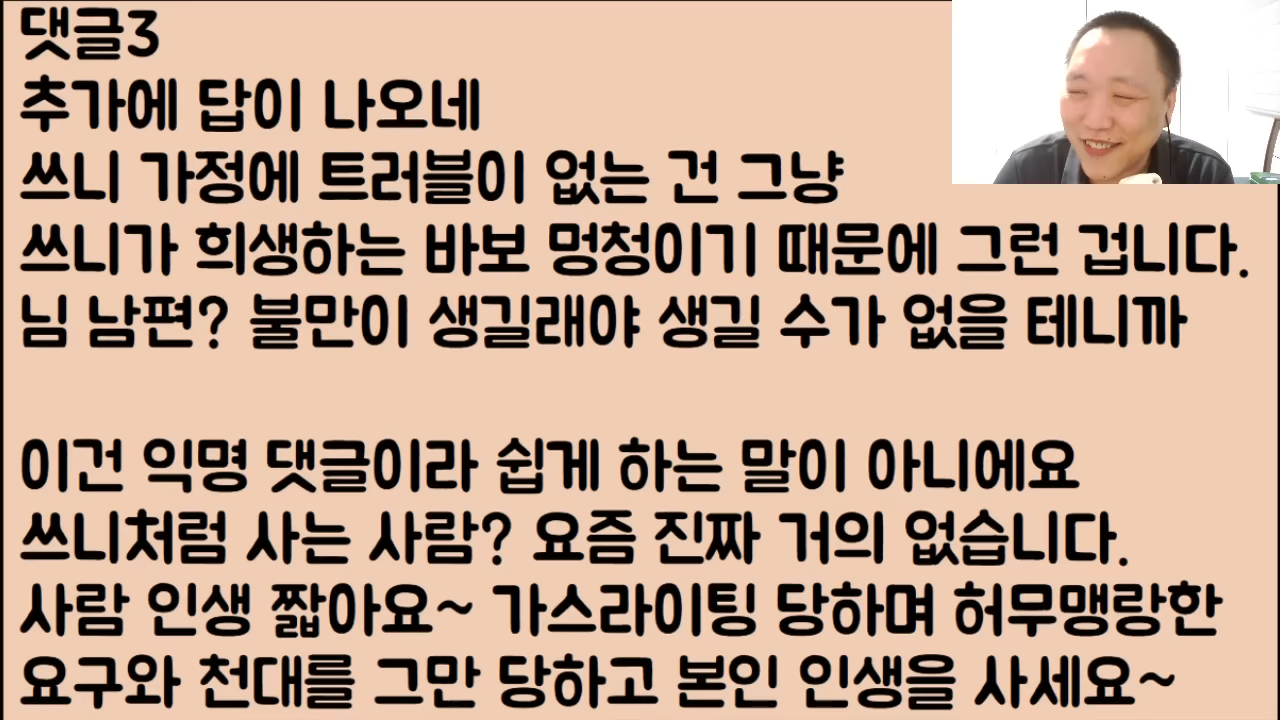 댓글3
추가에 답이 나오네
쓰니 가정에 트러블이 없는 건 그냥
쓰니가 희생하는 바보 멍청이기 때문에 그런 겁니다.
님 남편? 불만이 생길래야 생길 수가 없을 테니까
이건 익명 댓글이라 쉽게 하는 말이 아니에요
쓰니처럼 사는 사람? 요즘 진짜 거의 없습니다.
사람 인생 짧아요~ 가스라이팅 당하며 허무맹랑한
요구와 천대를 그만 당하고 본인 인생을 사세요~